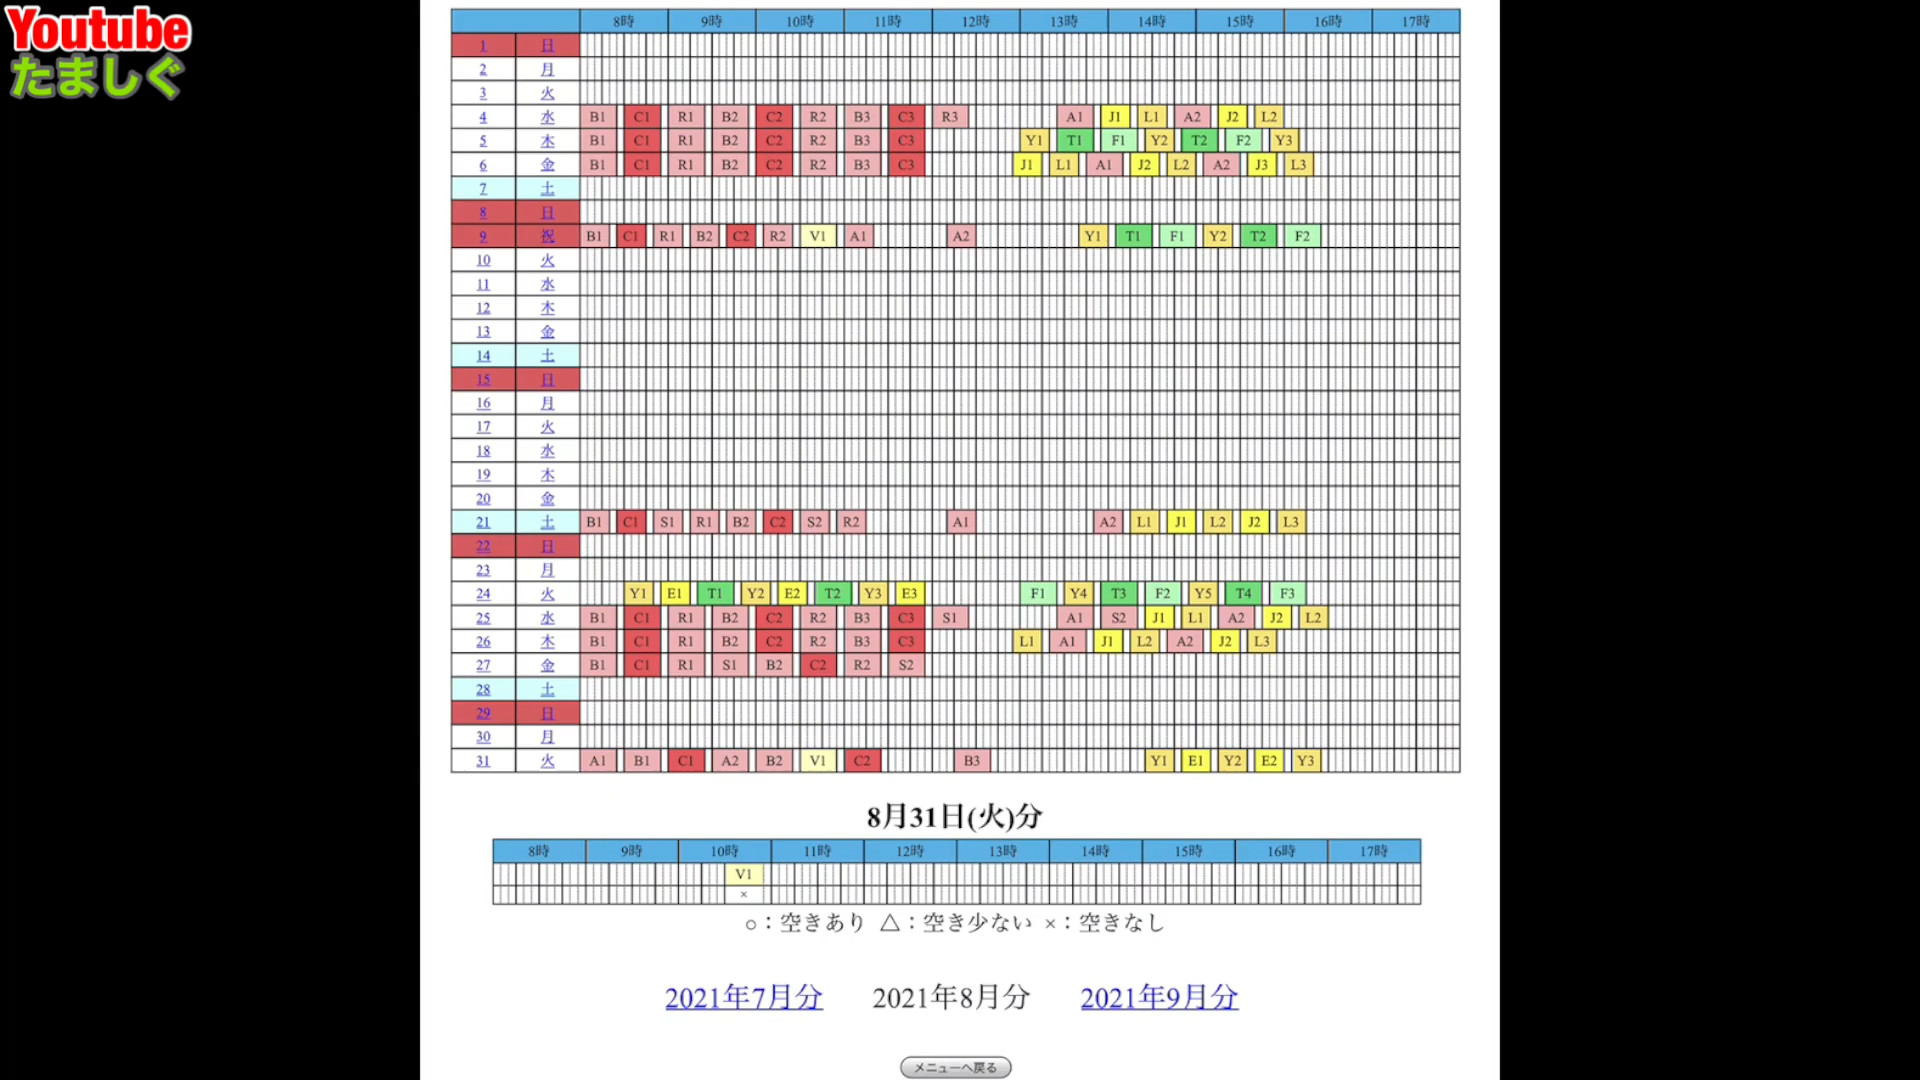 Youtube
たましぐ
8時 9時 10時 11時 12時 13時 14時 15時 16時 17時
1 日
2 月
3 火
4 水 B1 C1 R1 B2 C2 R2 B3 C3 R3 A1 J1 L1 A2 J2 L2
5 木 B1 C1 R1 B2 C2 R2 B3 C3 Y1 T1 F1 Y2 T2 F2 Y3
6 金 B1 C1 R1 B2 C2 R2 B3 C3 J1 L1 A1 J2 L2 A2 J3 L3
7 土
8 日
9 祝 B1 C1 R1 B2 C2 R2 V1 A1 A2 Y1 T1 F1 Y2 T2 F2
10 火
11 水
12 木
13 金
14 土
15 日
16 月
17 火
18 水
19 木
20 金
21 土 B1 C1 S1 R1 B2 C2 S2 R2 A1 A2 L1 J1 L2 J2 L3
22 日
23 月
24 火 Y1 E1 T1 Y2 E2 T2 Y3 E3 F1 Y4 T3 F2 Y5 T4 F3
25 水 B1 C1 R1 B2 C2 R2 B3 C3 S1 A1 S2 J1 L1 A2 J2 L2
26 木 B1 C1 R1 B2 C2 R2 B3 C3 L1 A1 J1 L2 A2 J2 L3
27 金 B1 C1 R1 S1 B2 C2 R2 S2
28 土
29 日
30 月
31 火 A1 B1 C1 A2 B2 V1 C2 B3 Y1 E1 Y2 E2 Y3
8月31日(火)分
8時 9時 10時 11時 12時 13時 14時 15時 16時 17時
V1
×
○：空きあり △：空き少ない ×：空きなし
2021年7月分 2021年8月分 2021年9月分
メニューへ戻る